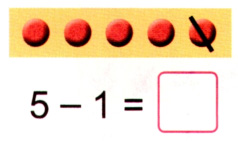 5 – 1 =